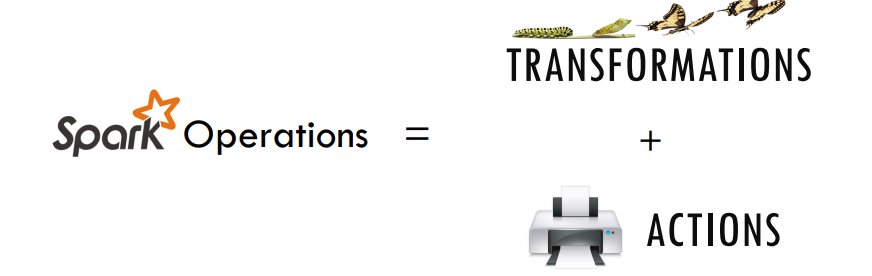 TRANSFORMATIONS
Spark Operations =
+
ACTIONS